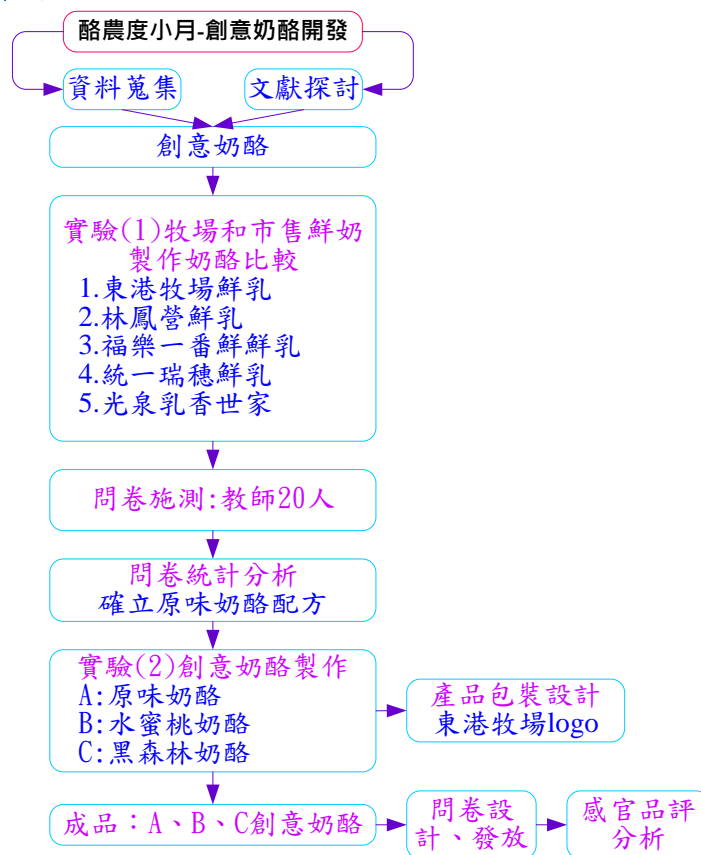 酪農度小月-創意奶酪開發
資料蒐集
文獻探討
創意奶酪
實驗(1)牧場和市售鮮奶
製作奶酪比較
1.東港牧場鮮乳
2.林鳳營鮮乳
3.福樂一番鮮鮮乳
4.統一瑞穗鮮乳
5.光泉乳香世家
問卷施測:教師20人
問卷統計分析
確立原味奶酪配方
實驗(2)創意奶酪製作
A:原味奶酪
B:水蜜桃奶酪
C:黑森林奶酪
產品包裝設計
東港牧場logo
成品：A、B、C創意奶酪
問卷設
計、發放
感官品評
分析